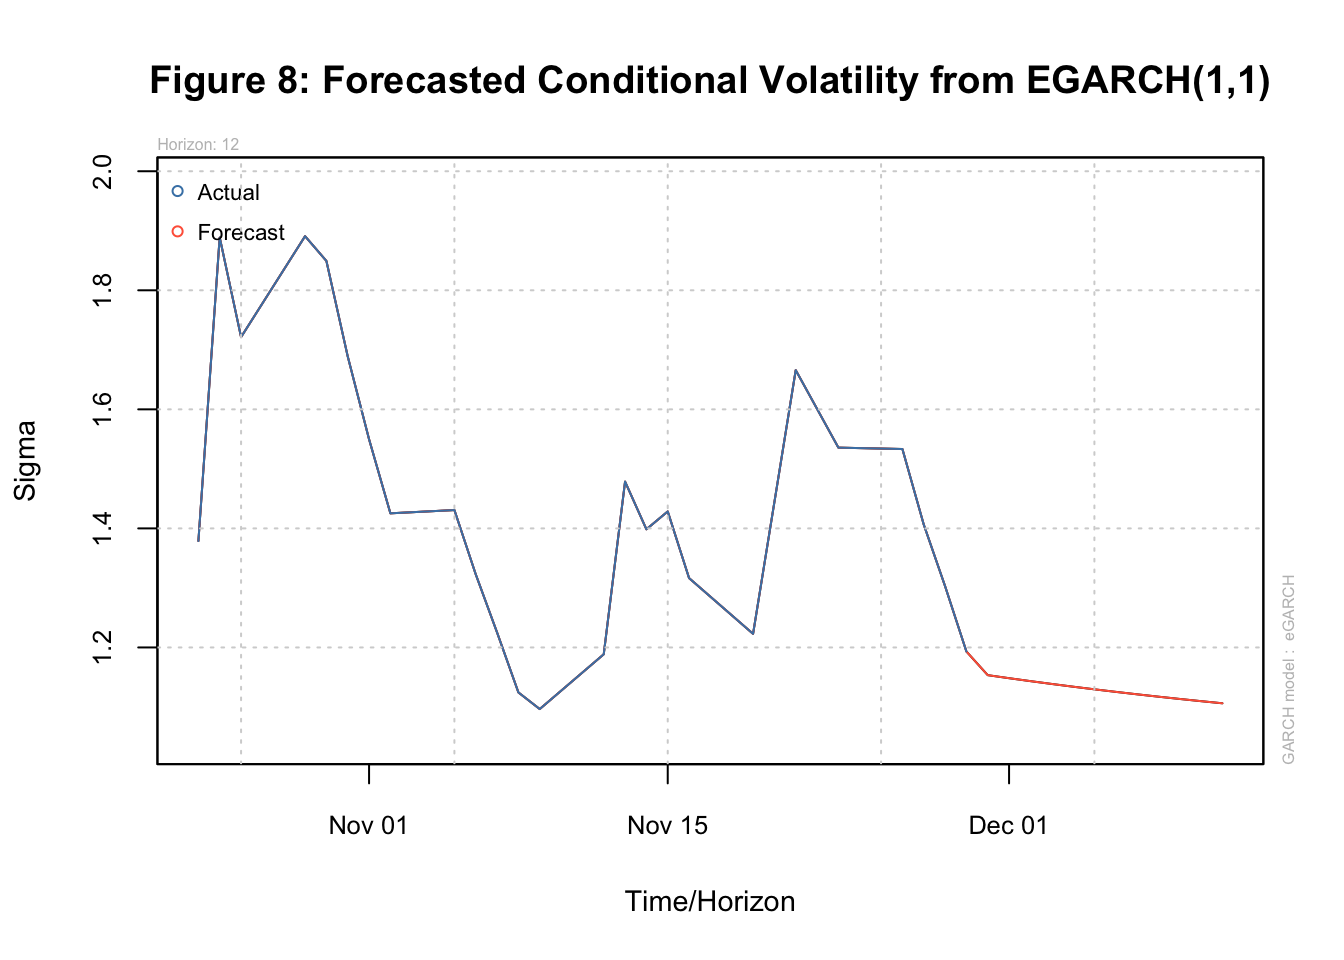 Figure 8: Forecasted Conditional Volatility from EGARCH(1,1)
Horizon: 12
Actual
Forecast
2.0
1.8
1.6
1.4
1.2
Sigma
Nov 01
Nov 15
Dec 01
Time/Horizon
GARCH model : eGARCH